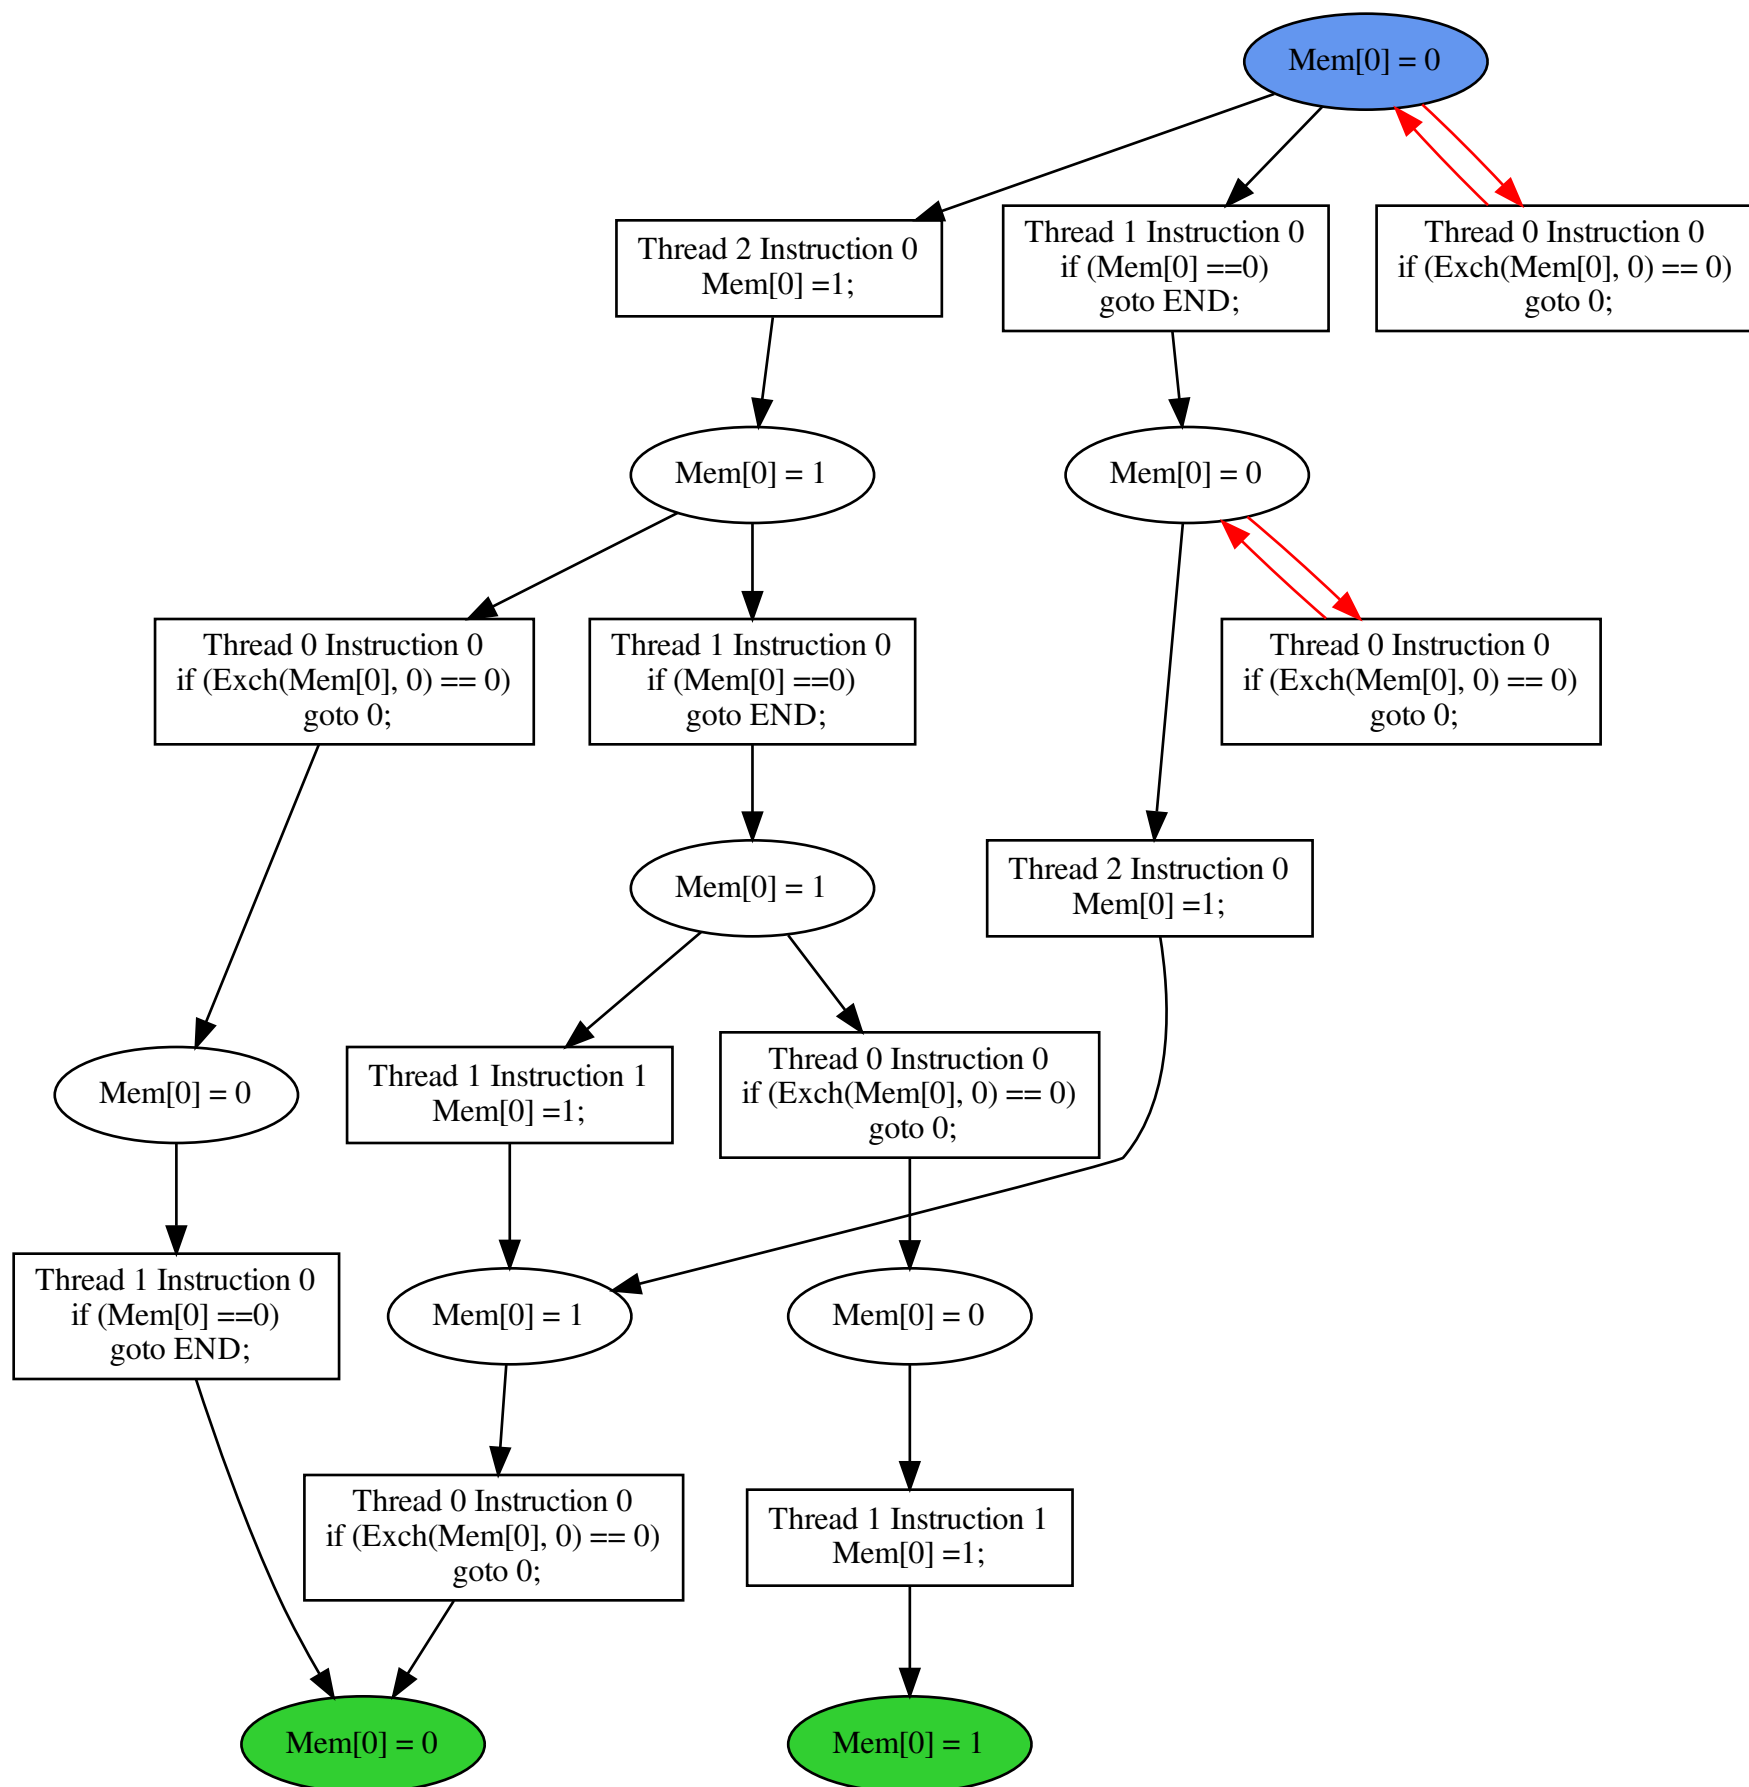 Mem[0] = 0
Thread 2 Instruction 0
Mem[0] =1;
Thread 1 Instruction 0
if (Mem[0] ==0)
goto END;
Thread 0 Instruction 0
if (Exch(Mem[0], 0) == 0)
goto 0;
Mem[0] = 1
Mem[0] = 0
Thread 0 Instruction 0
if (Exch(Mem[0], 0) == 0)
goto 0;
Thread 1 Instruction 0
if (Mem[0] ==0)
goto END;
Thread 0 Instruction 0
if (Exch(Mem[0], 0) == 0)
goto 0;
Mem[0] = 1
Thread 2 Instruction 0
Mem[0] =1;
Mem[0] = 0
Thread 1 Instruction 1
Mem[0] =1;
Thread 0 Instruction 0
if (Exch(Mem[0], 0) == 0)
goto 0;
Thread 1 Instruction 0
if (Mem[0] ==0)
goto END;
Mem[0] = 1
Mem[0] = 0
Thread 0 Instruction 0
if (Exch(Mem[0], 0) == 0)
goto 0;
Thread 1 Instruction 1
Mem[0] =1;
Mem[0] = 0
Mem[0] = 1